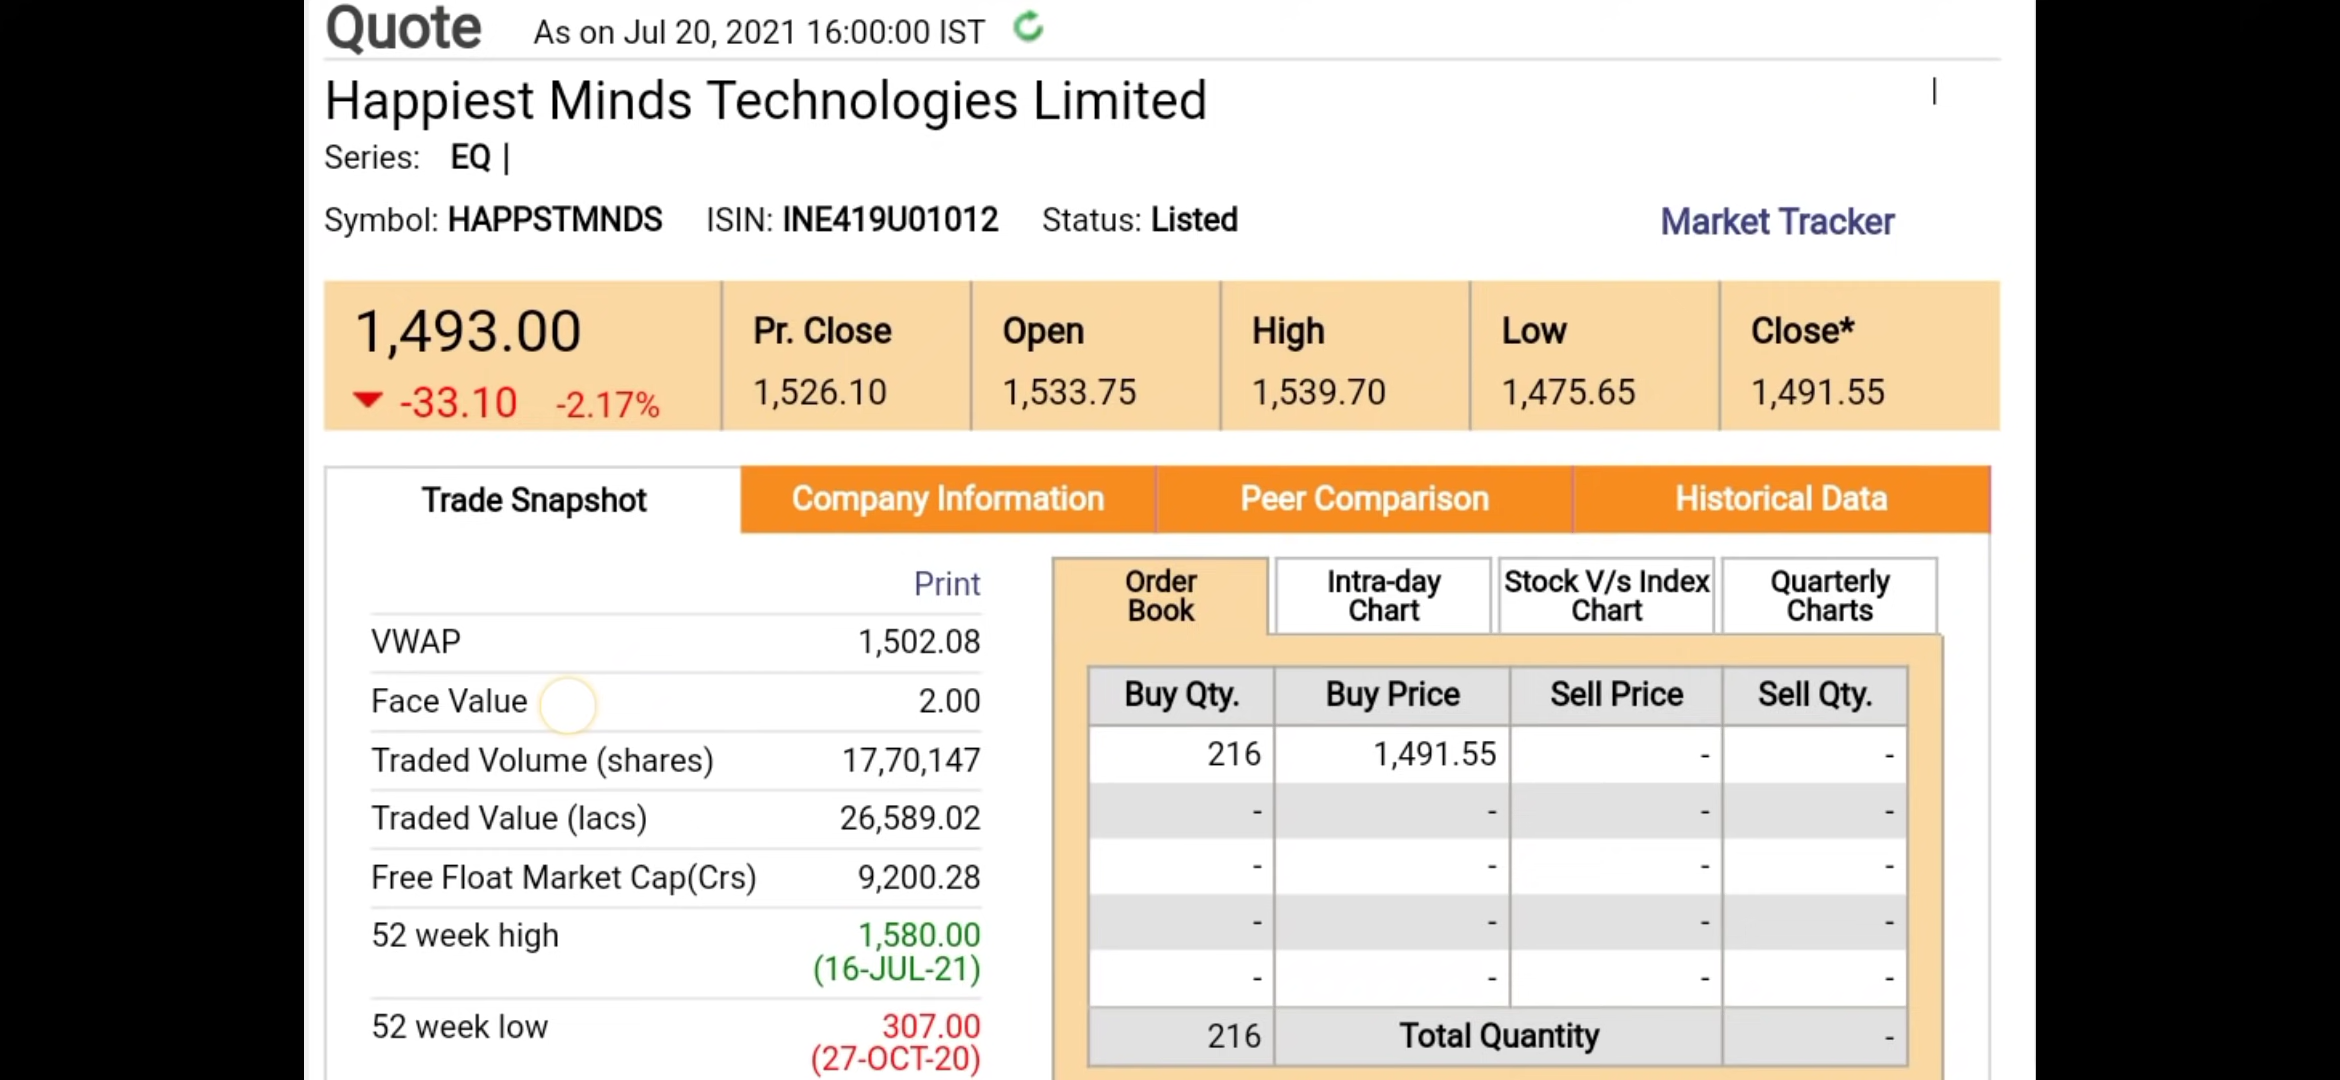 Quote As on Jul 20, 2021 16:00:00 IST
Happiest Minds Technologies Limited |
Series: EQ |
Symbol: HAPPSTMNDS ISIN: INE419U01012 Status: Listed Market Tracker
1,493.00 Pr. Close Open High Low Close*
-33.10 -2.17% 1,526.10 1,533.75 1,539.70 1,475.65 1,491.55
Trade Snapshot Company Information Peer Comparison Historical Data
Print
VWAP 1,502.08
Face Value 2.00
Traded Volume (shares) 17,70,147
Traded Value (lacs) 26,589.02
Free Float Market Cap(Crs) 9,200.28
52 week high 1,580.00
(16-JUL-21)
52 week low 307.00
(27-OCT-20)
Order Intra-day Stock V/s Index Quarterly
Book Chart Chart Charts
Buy Qty. Buy Price Sell Price Sell Qty.
216 1,491.55 - -
- - - -
- - - -
- - - -
- - - -
216 Total Quantity -